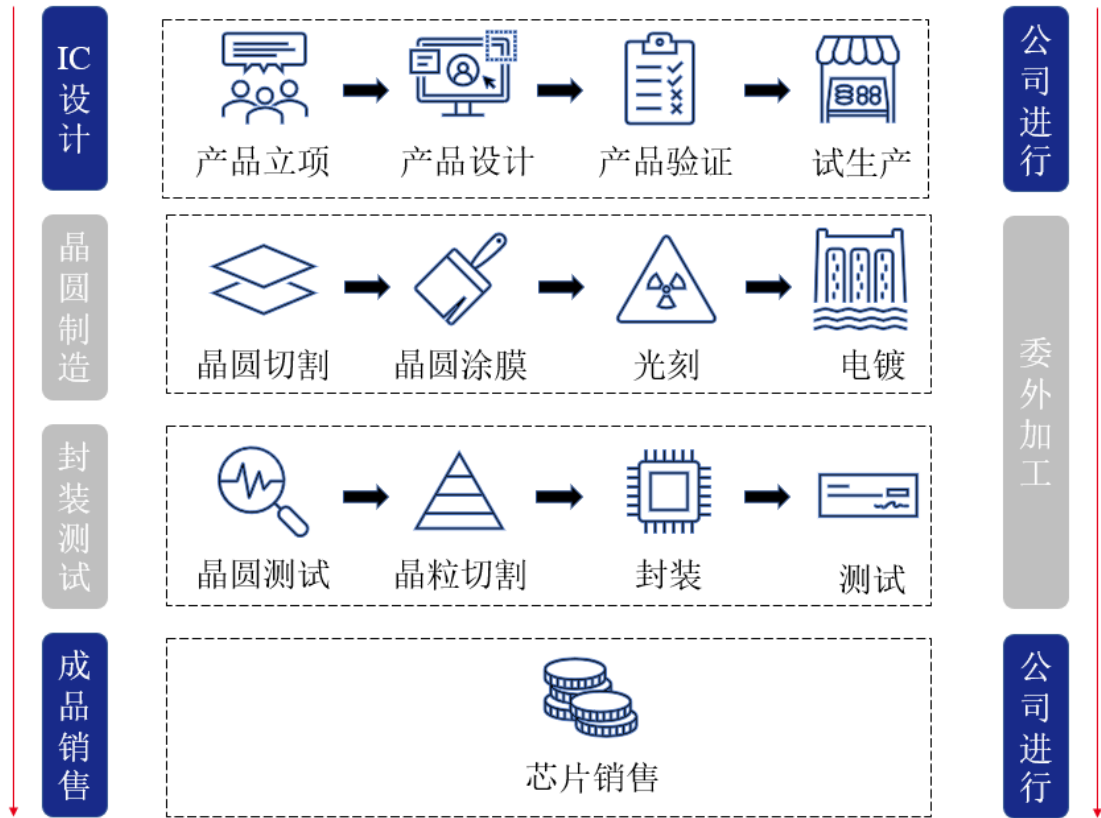 IC设计
产品立项
产品设计
产品验证
试生产
公司进行
晶圆制造
晶圆切割
晶圆涂膜
光刻
电镀
委外加工
封装测试
晶圆测试
晶粒切割
封装
测试
成品销售
芯片销售
公司进行